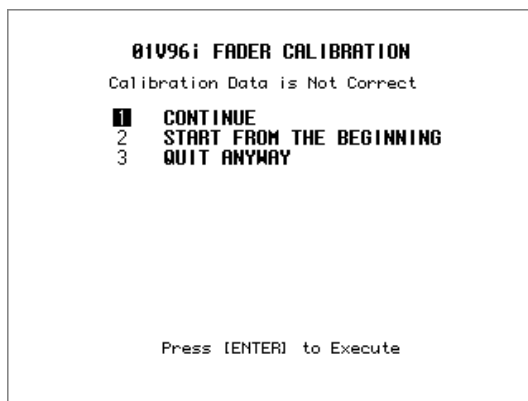 01V96i FADER CALIBRATION
Calibration Data is Not Correct
1 CONTINUE
2 START FROM THE BEGINNING
3 QUIT ANYWAY
Press [ENTER] to Execute